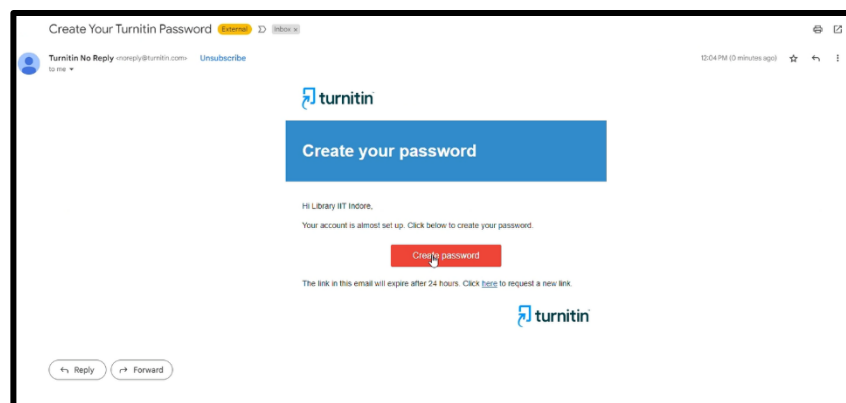 Create Your Turnitin Password External Inbox ×
Turnitin No Reply <noreply@turnitin.com> Unsubscribe 12:04 PM (0 minutes ago)
to me
turnitin
Create your password
Hi Library IIT Indore,
Your account is almost set up. Click below to create your password.
Create password
The link in this email will expire after 24 hours. Click here to request a new link.
turnitin
Reply Forward